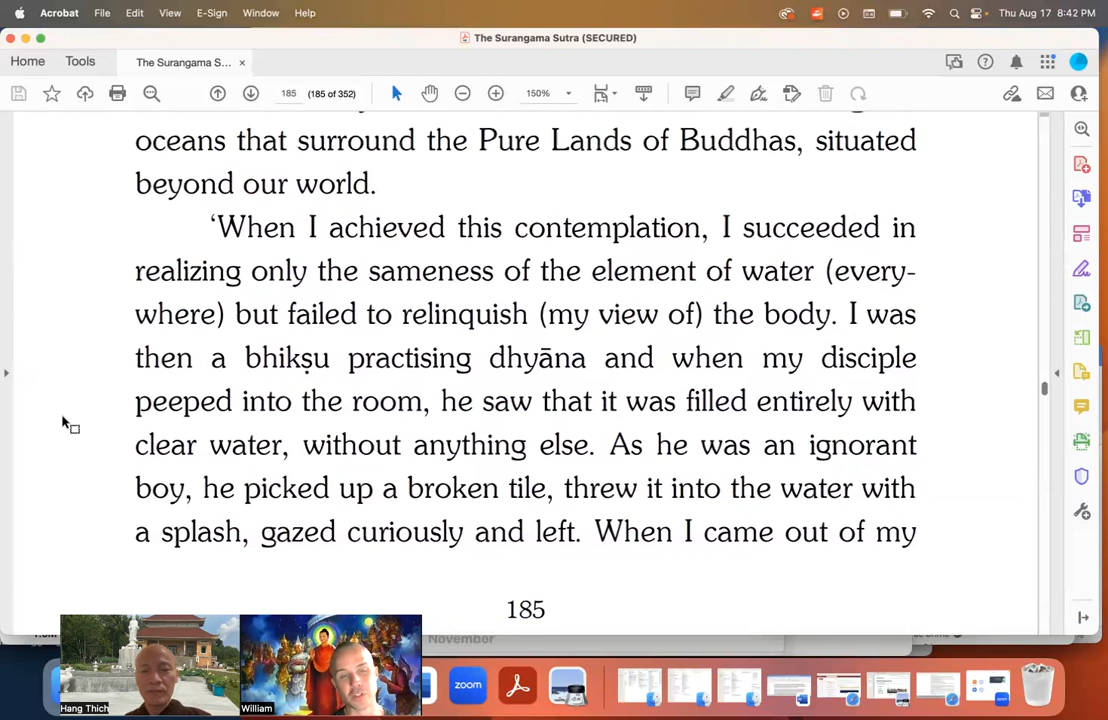 Acrobat File Edit View E-Sign Window Help Thu Aug 17 8:42 PM
The Surangama Sutra (SECURED)
Home Tools The Surangama S... ×
185 (185 of 352) 150%
oceans that surround the Pure Lands of Buddhas, situated
beyond our world.
‘When I achieved this contemplation, I succeeded in
realizing only the sameness of the element of water (every-
where) but failed to relinquish (my view of) the body. I was
then a bhikṣu practising dhyāna and when my disciple
peeped into the room, he saw that it was filled entirely with
clear water, without anything else. As he was an ignorant
boy, he picked up a broken tile, threw it into the water with
a splash, gazed curiously and left. When I came out of my
185
November
Hang Thich William
zoom